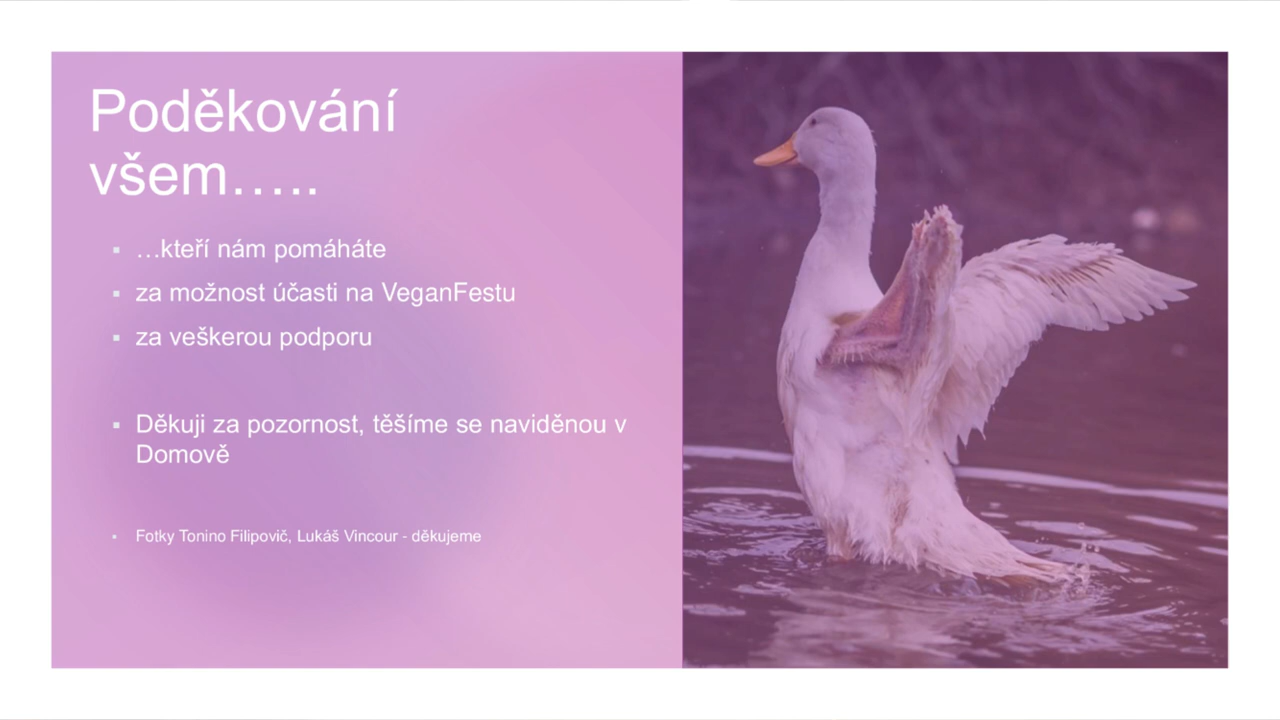 Poděkování
všem…..
…kteří nám pomáháte
za možnost účasti na VeganFestu
za veškerou podporu
Děkuji za pozornost, těšíme se naviděnou v
Domově
Fotky Tonino Filipovič, Lukáš Vincour - děkujeme